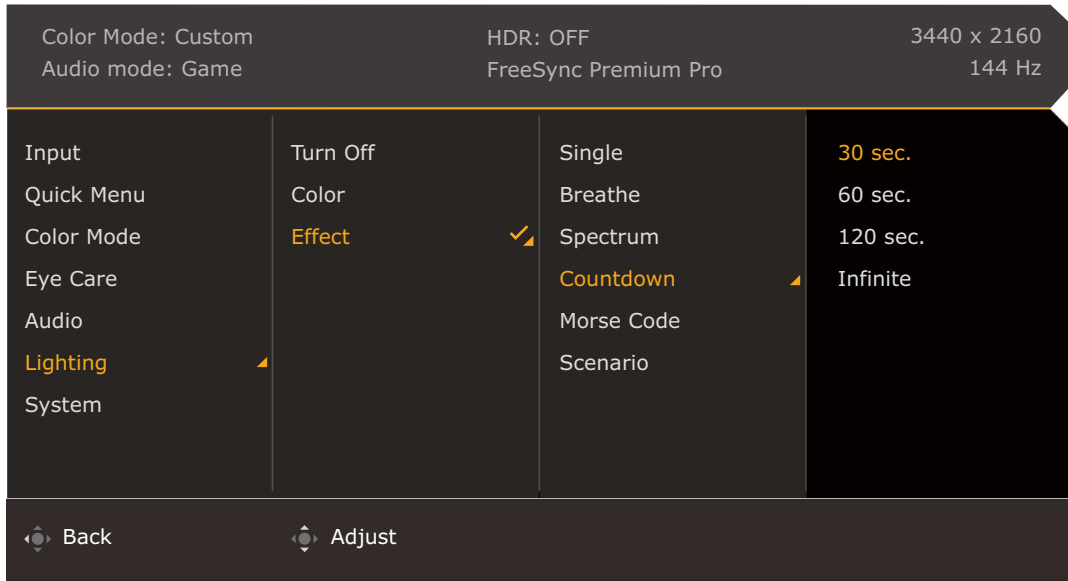 Color Mode: Custom
HDR: OFF
3440 x 2160
Audio mode: Game
FreeSync Premium Pro
144 Hz
Input
Quick Menu
Color Mode
Eye Care
Audio
Lighting
System
Turn Off
Color
Effect
Single
Breathe
Spectrum
Countdown
Morse Code
Scenario
30 sec.
60 sec.
120 sec.
Infinite
Back
Adjust